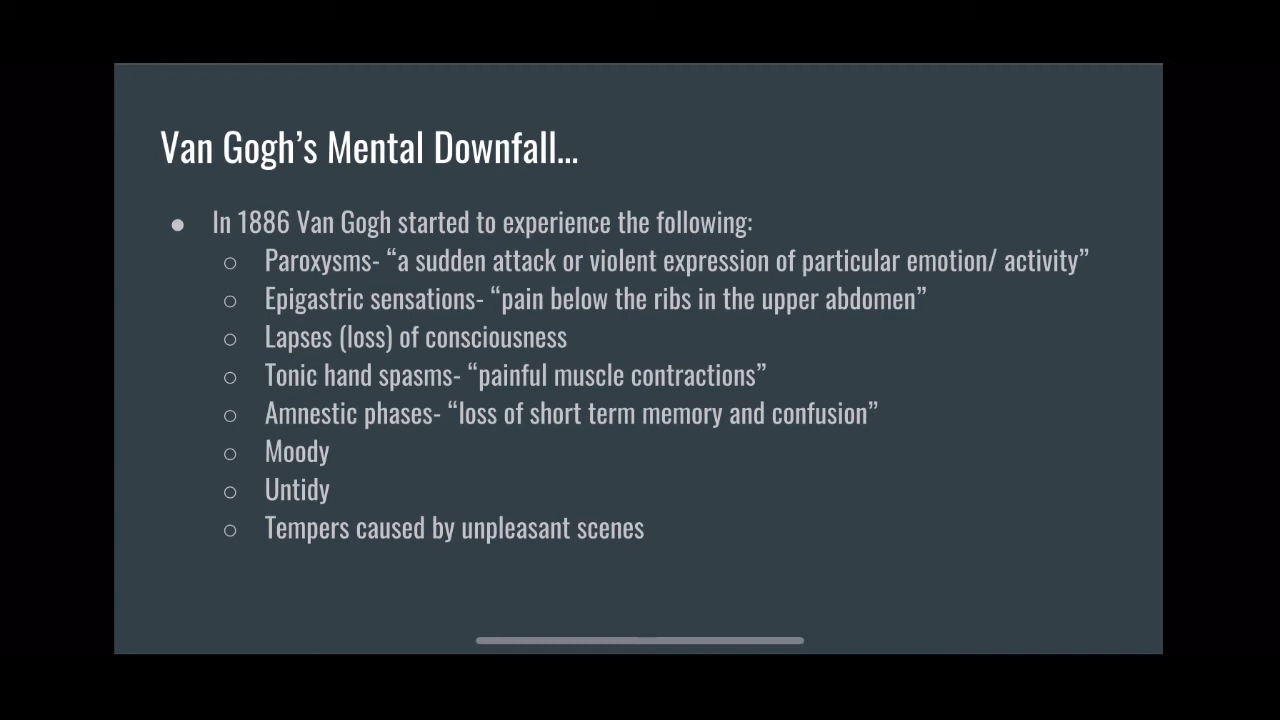 Van Gogh’s Mental Downfall...
● In 1886 Van Gogh started to experience the following:
○ Paroxysms- “a sudden attack or violent expression of particular emotion/ activity”
○ Epigastric sensations- “pain below the ribs in the upper abdomen”
○ Lapses (loss) of consciousness
○ Tonic hand spasms- “painful muscle contractions”
○ Amnestic phases- “loss of short term memory and confusion”
○ Moody
○ Untidy
○ Tempers caused by unpleasant scenes